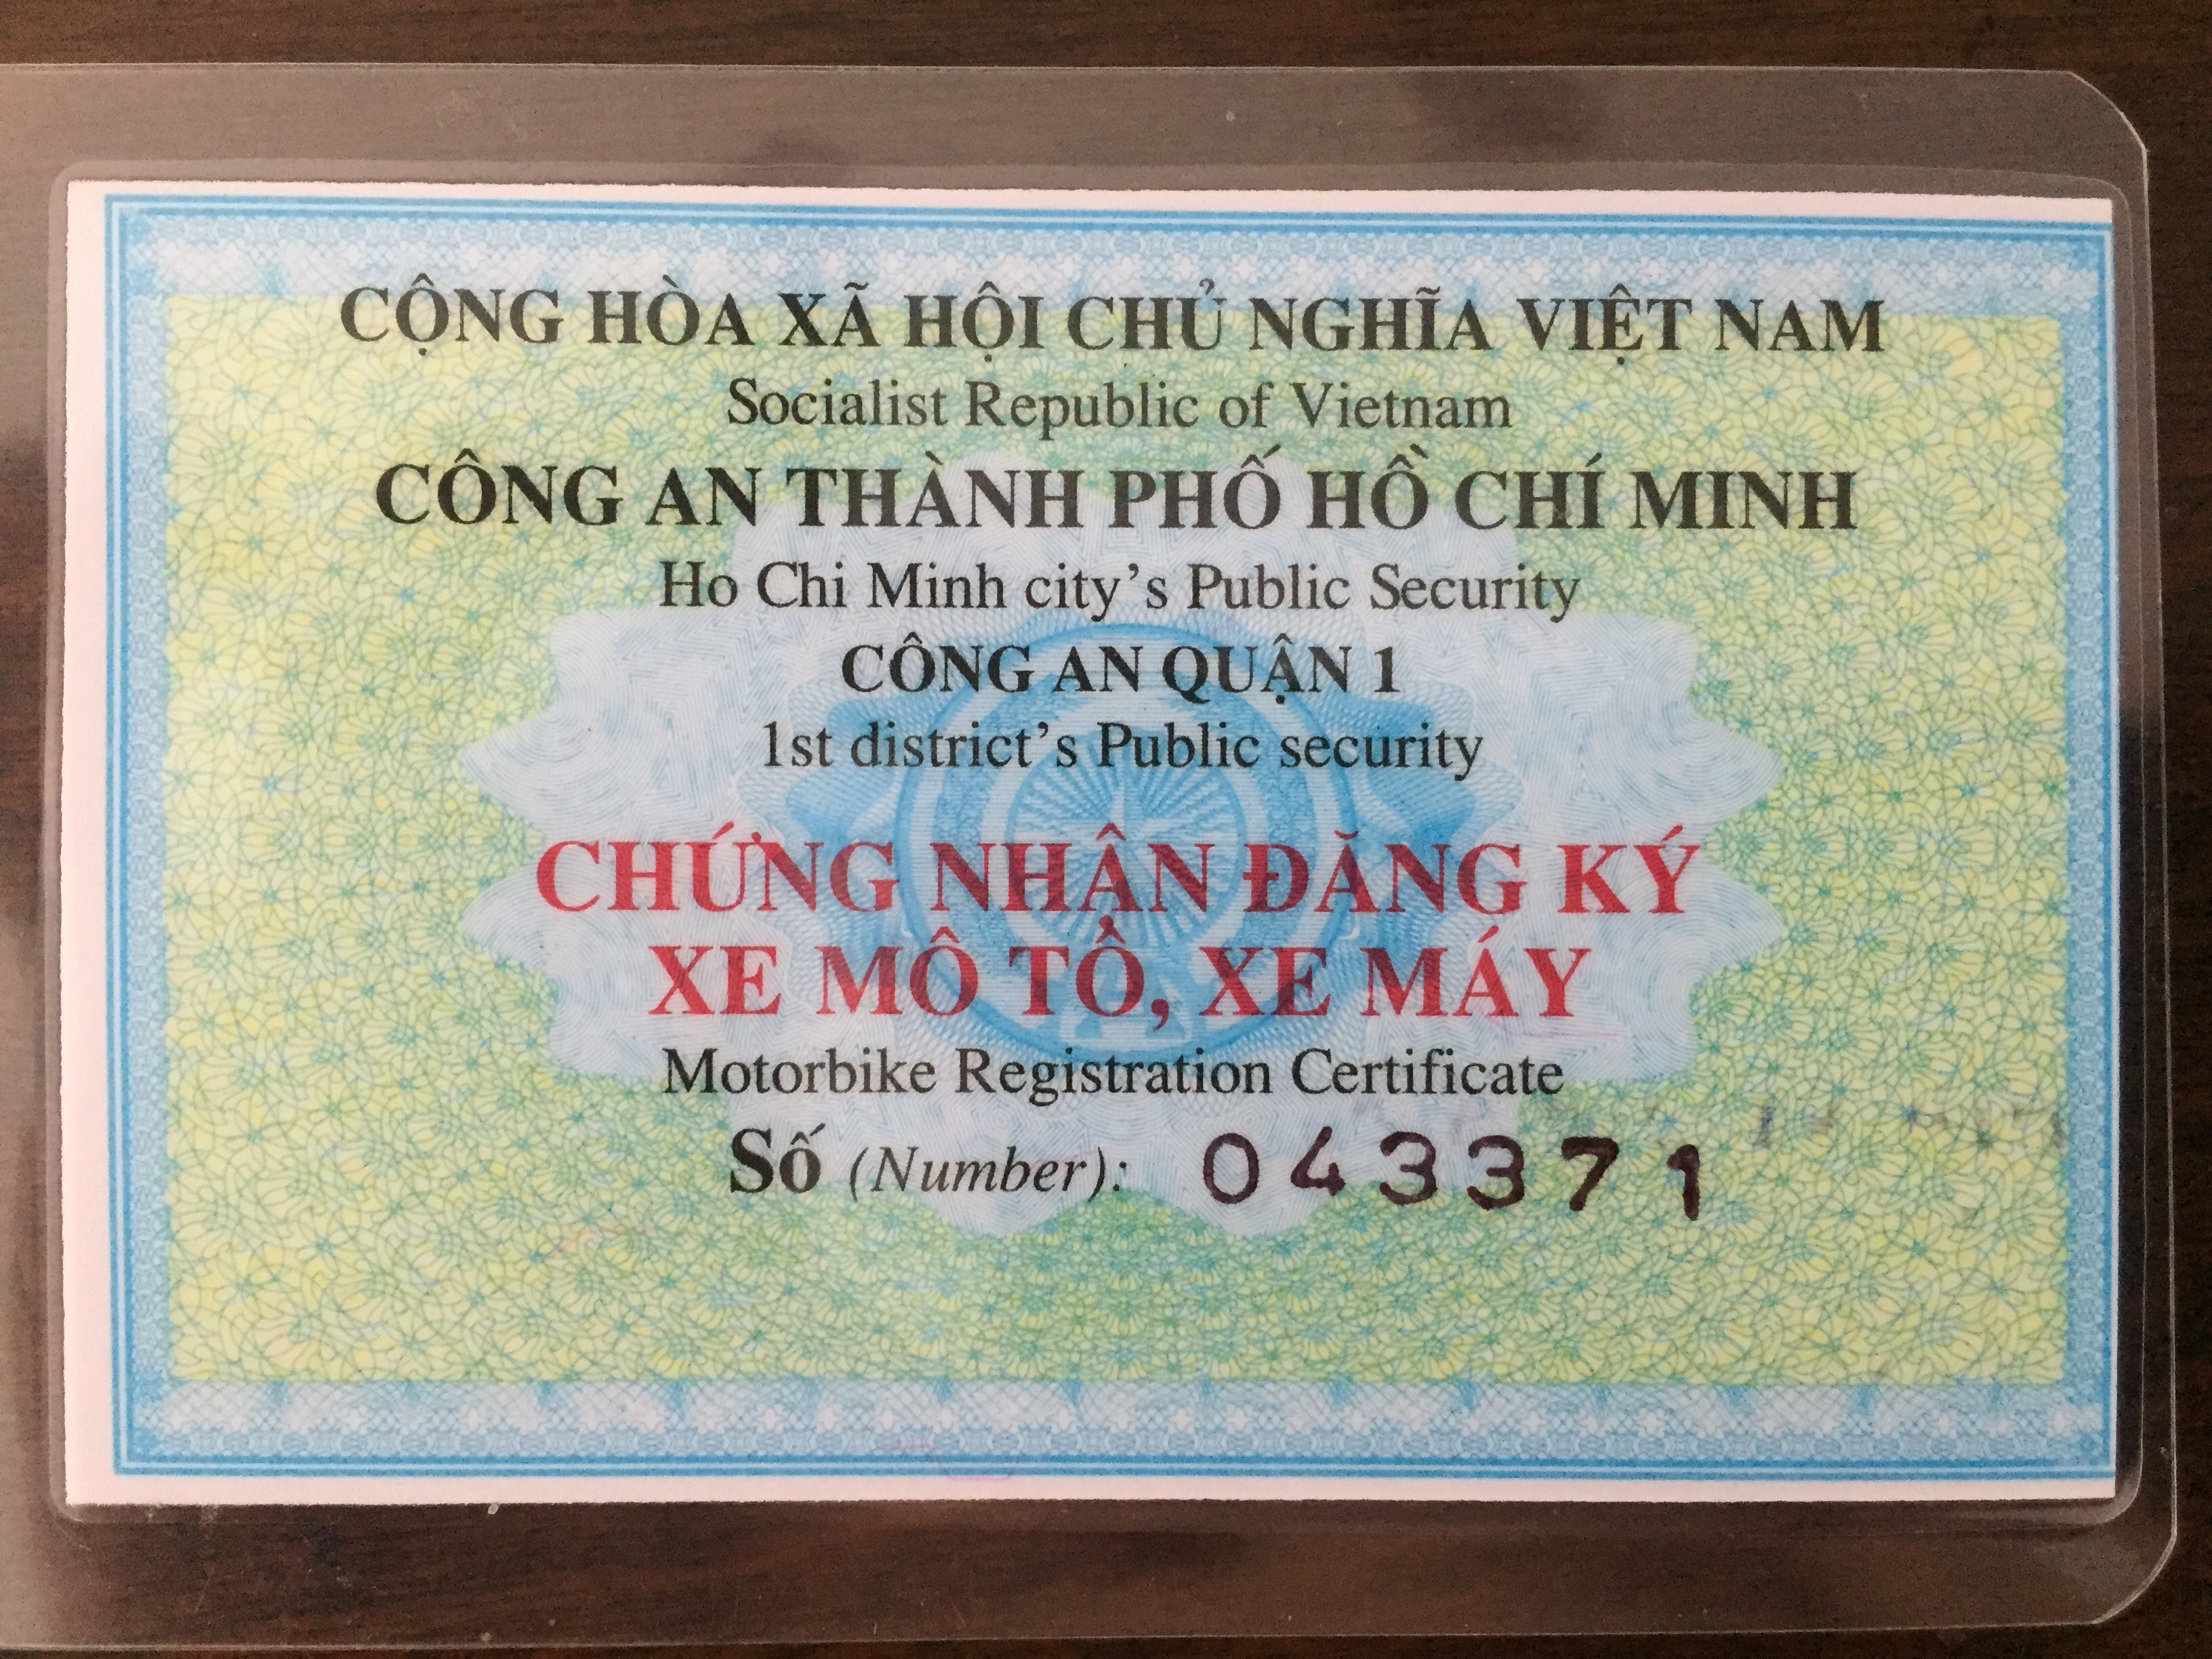 CỘNG HÒA XÃ HỘI CHỦ NGHĨA VIỆT NAM
Socialist Republic of Vietnam
CÔNG AN THÀNH PHỐ HỒ CHÍ MINH
Ho Chi Minh city's Public Security
CÔNG AN QUẬN 1
1st district's Public security
CHỨNG NHẬN ĐĂNG KÝ
XE MÔ TÔ, XE MÁY
Motorbike Registration Certificate
Số (Number): 043371